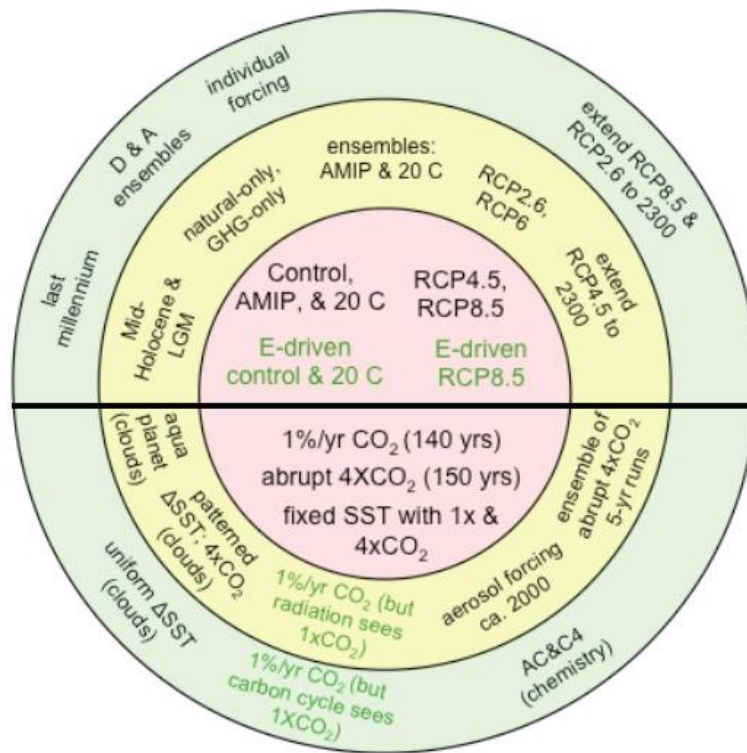 individual
forcing
D & A
ensembles
last
millennium
extend RCP8.5 &
RCP2.6 to 2300
ensembles:
AMIP & 20 C
natural-only,
GHG-only
RCP2.6,
RCP6
Mid-
Holocene &
LGM
extend
RCP4.5 to
2300
Control,
AMIP, & 20 C
RCP4.5,
RCP8.5
E-driven
control & 20 C
E-driven
RCP8.5
1%/yr CO₂ (140 yrs)
abrupt 4XCO₂ (150 yrs)
fixed SST with 1x &
4xCO₂
aqua
planet
(clouds)
patterned
ΔSST; 4xCO₂
(clouds)
1%/yr CO₂ (but
radiation sees
1xCO₂)
aerosol forcing
ca. 2000
ensemble of
abrupt 4xCO₂
5-yr runs
uniform ΔSST
(clouds)
1%/yr CO₂ (but
carbon cycle sees
1XCO₂)
AC&C4
(chemistry)